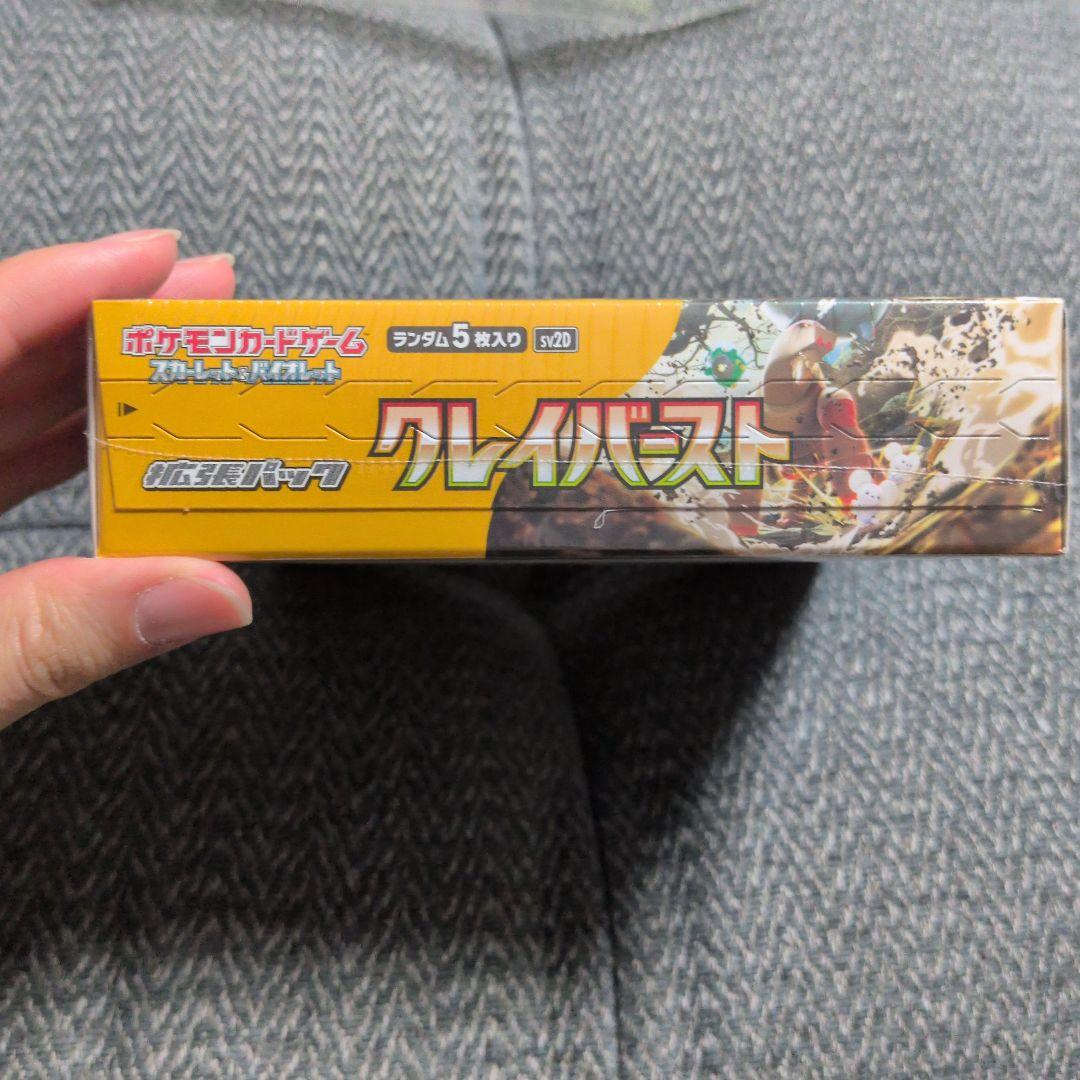 ポケモンカードゲーム™
スカーレット&バイオレット
ランダム5枚入り
sv2D
クレイバースト
拡張パック